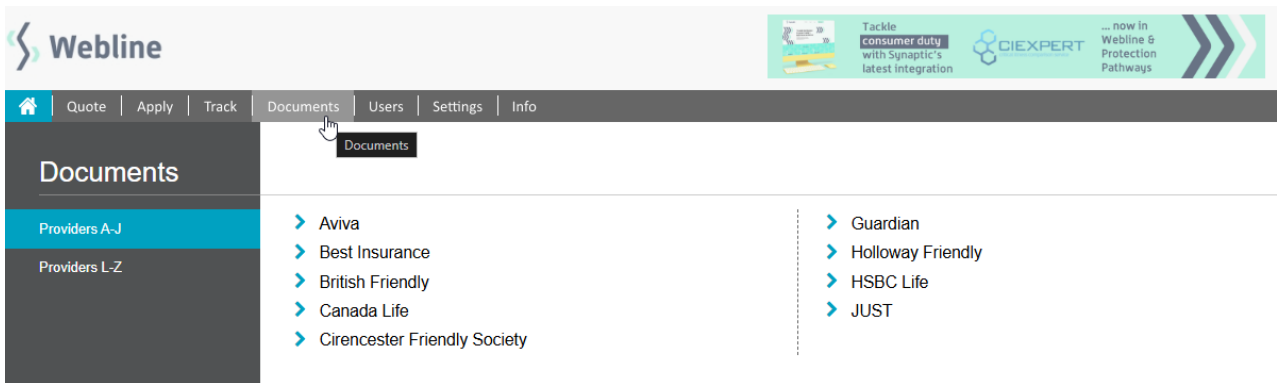 Webline
Tackle
consumer duty
with Synaptic's
latest integration
CIEXPERT
... now in
Webline &
Protection
Pathways
Quote
Apply
Track
Documents
Users
Settings
Info
Documents
Documents
Providers A-J
Providers L-Z
Aviva
Best Insurance
British Friendly
Canada Life
Cirencester Friendly Society
Guardian
Holloway Friendly
HSBC Life
JUST